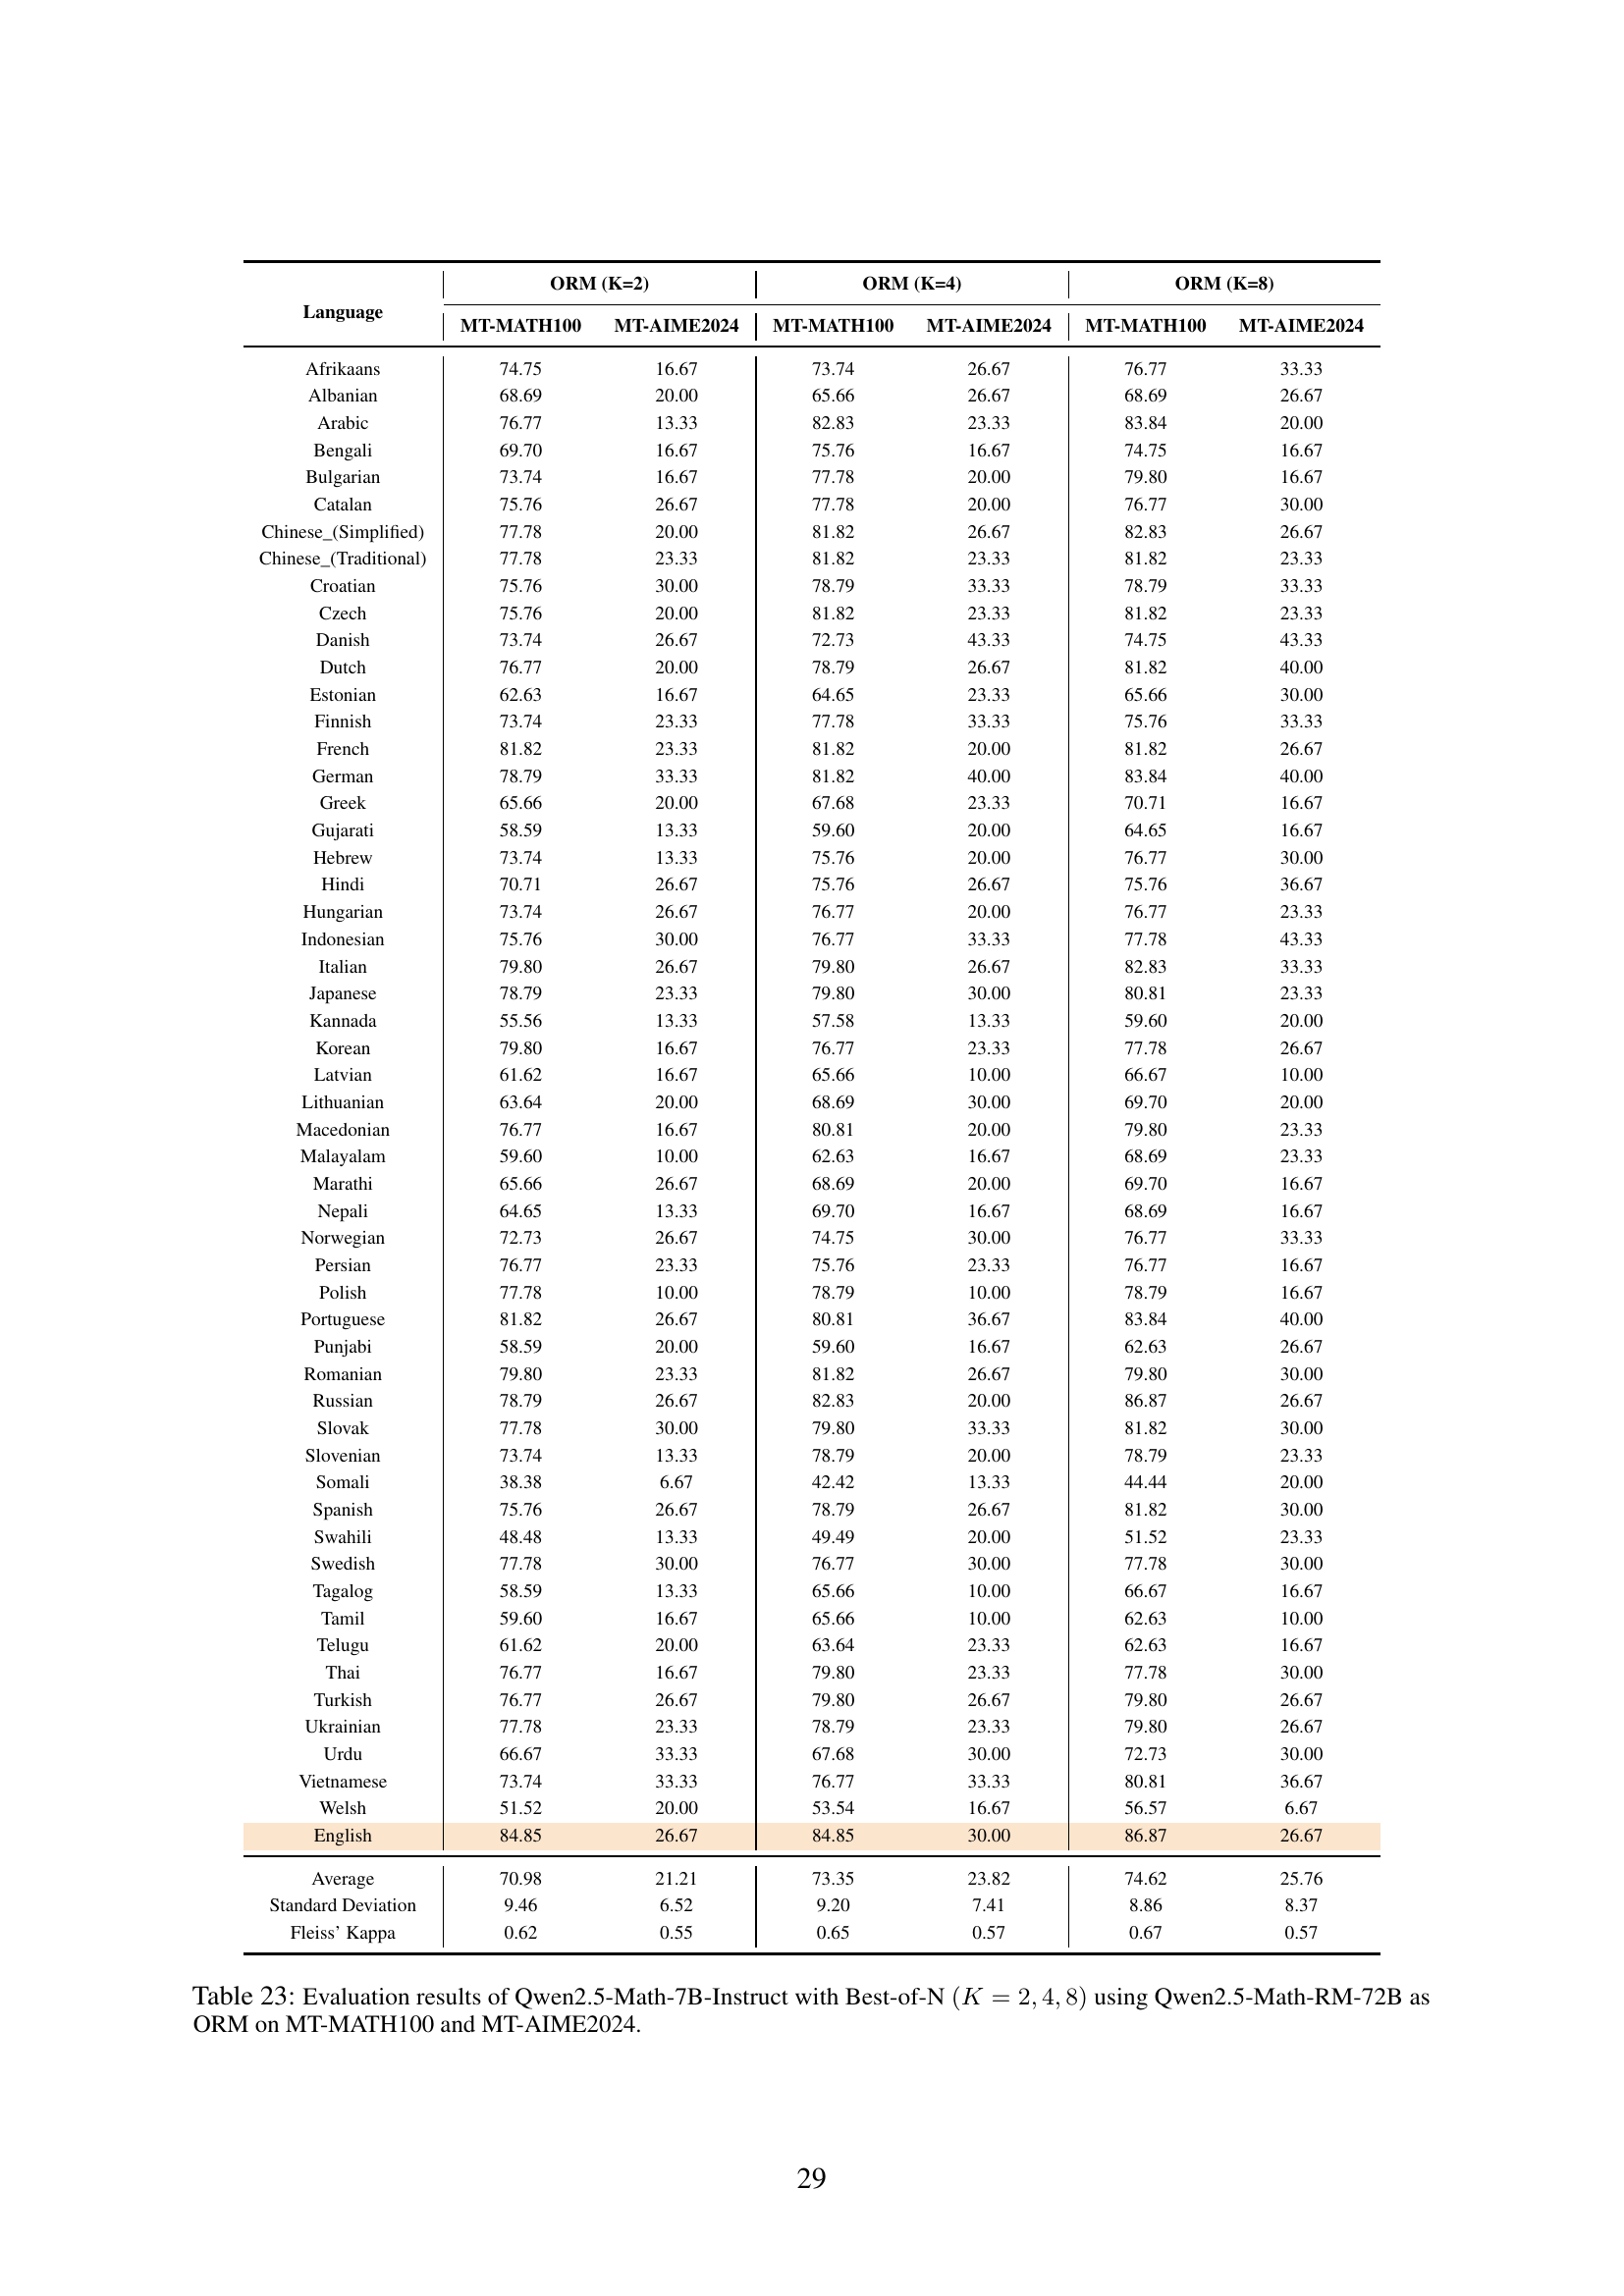 Language ORM (K=2) ORM (K=4) ORM (K=8)
MT-MATH100 MT-AIME2024 MT-MATH100 MT-AIME2024 MT-MATH100 MT-AIME2024
Afrikaans 74.75 16.67 73.74 26.67 76.77 33.33
Albanian 68.69 20.00 65.66 26.67 68.69 26.67
Arabic 76.77 13.33 82.83 23.33 83.84 20.00
Bengali 69.70 16.67 75.76 16.67 74.75 16.67
Bulgarian 73.74 16.67 77.78 20.00 79.80 16.67
Catalan 75.76 26.67 77.78 20.00 76.77 30.00
Chinese_(Simplified) 77.78 20.00 81.82 26.67 82.83 26.67
Chinese_(Traditional) 77.78 23.33 81.82 23.33 81.82 23.33
Croatian 75.76 30.00 78.79 33.33 78.79 33.33
Czech 75.76 20.00 81.82 23.33 81.82 23.33
Danish 73.74 26.67 72.73 43.33 74.75 43.33
Dutch 76.77 20.00 78.79 26.67 81.82 40.00
Estonian 62.63 16.67 64.65 23.33 65.66 30.00
Finnish 73.74 23.33 77.78 33.33 75.76 33.33
French 81.82 23.33 81.82 20.00 81.82 26.67
German 78.79 33.33 81.82 40.00 83.84 40.00
Greek 65.66 20.00 67.68 23.33 70.71 16.67
Gujarati 58.59 13.33 59.60 20.00 64.65 16.67
Hebrew 73.74 13.33 75.76 20.00 76.77 30.00
Hindi 70.71 26.67 75.76 26.67 75.76 36.67
Hungarian 73.74 26.67 76.77 20.00 76.77 23.33
Indonesian 75.76 30.00 76.77 33.33 77.78 43.33
Italian 79.80 26.67 79.80 26.67 82.83 33.33
Japanese 78.79 23.33 79.80 30.00 80.81 23.33
Kannada 55.56 13.33 57.58 13.33 59.60 20.00
Korean 79.80 16.67 76.77 23.33 77.78 26.67
Latvian 61.62 16.67 65.66 10.00 66.67 10.00
Lithuanian 63.64 20.00 68.69 30.00 69.70 20.00
Macedonian 76.77 16.67 80.81 20.00 79.80 23.33
Malayalam 59.60 10.00 62.63 16.67 68.69 23.33
Marathi 65.66 26.67 68.69 20.00 69.70 16.67
Nepali 64.65 13.33 69.70 16.67 68.69 16.67
Norwegian 72.73 26.67 74.75 30.00 76.77 33.33
Persian 76.77 23.33 75.76 23.33 76.77 16.67
Polish 77.78 10.00 78.79 10.00 78.79 16.67
Portuguese 81.82 26.67 80.81 36.67 83.84 40.00
Punjabi 58.59 20.00 59.60 16.67 62.63 26.67
Romanian 79.80 23.33 81.82 26.67 79.80 30.00
Russian 78.79 26.67 82.83 20.00 86.87 26.67
Slovak 77.78 30.00 79.80 33.33 81.82 30.00
Slovenian 73.74 13.33 78.79 20.00 78.79 23.33
Somali 38.38 6.67 42.42 13.33 44.44 20.00
Spanish 75.76 26.67 78.79 26.67 81.82 30.00
Swahili 48.48 13.33 49.49 20.00 51.52 23.33
Swedish 77.78 30.00 76.77 30.00 77.78 30.00
Tagalog 58.59 13.33 65.66 10.00 66.67 16.67
Tamil 59.60 16.67 65.66 10.00 62.63 10.00
Telugu 61.62 20.00 63.64 23.33 62.63 16.67
Thai 76.77 16.67 79.80 23.33 77.78 30.00
Turkish 76.77 26.67 79.80 26.67 79.80 26.67
Ukrainian 77.78 23.33 78.79 23.33 79.80 26.67
Urdu 66.67 33.33 67.68 30.00 72.73 30.00
Vietnamese 73.74 33.33 76.77 33.33 80.81 36.67
Welsh 51.52 20.00 53.54 16.67 56.57 6.67
English 84.85 26.67 84.85 30.00 86.87 26.67
Average 70.98 21.21 73.35 23.82 74.62 25.76
Standard Deviation 9.46 6.52 9.20 7.41 8.86 8.37
Fleiss' Kappa 0.62 0.55 0.65 0.57 0.67 0.57
Table 23: Evaluation results of Qwen2.5-Math-7B-Instruct with Best-of-N (K = 2, 4, 8) using Qwen2.5-Math-RM-72B as
ORM on MT-MATH100 and MT-AIME2024.
29